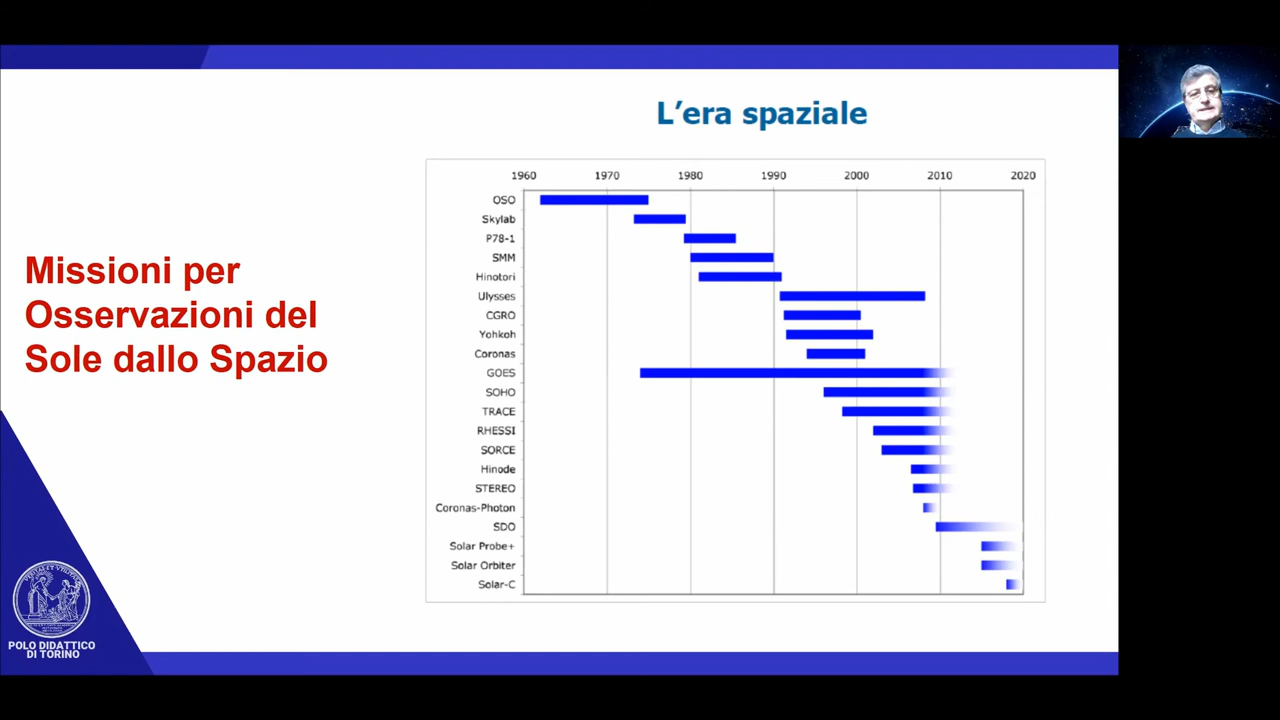 L'era spaziale
Missioni per
Osservazioni del
Sole dallo Spazio
1960 1970 1980 1990 2000 2010 2020
OSO
Skylab
P78-1
SMM
Hinotori
Ulysses
CGRO
Yohkoh
Coronas
GOES
SOHO
TRACE
RHESSI
SORCE
Hinode
STEREO
Coronas-Photon
SDO
Solar Probe+
Solar Orbiter
Solar-C
POLO DIDATTICO
DI TORINO